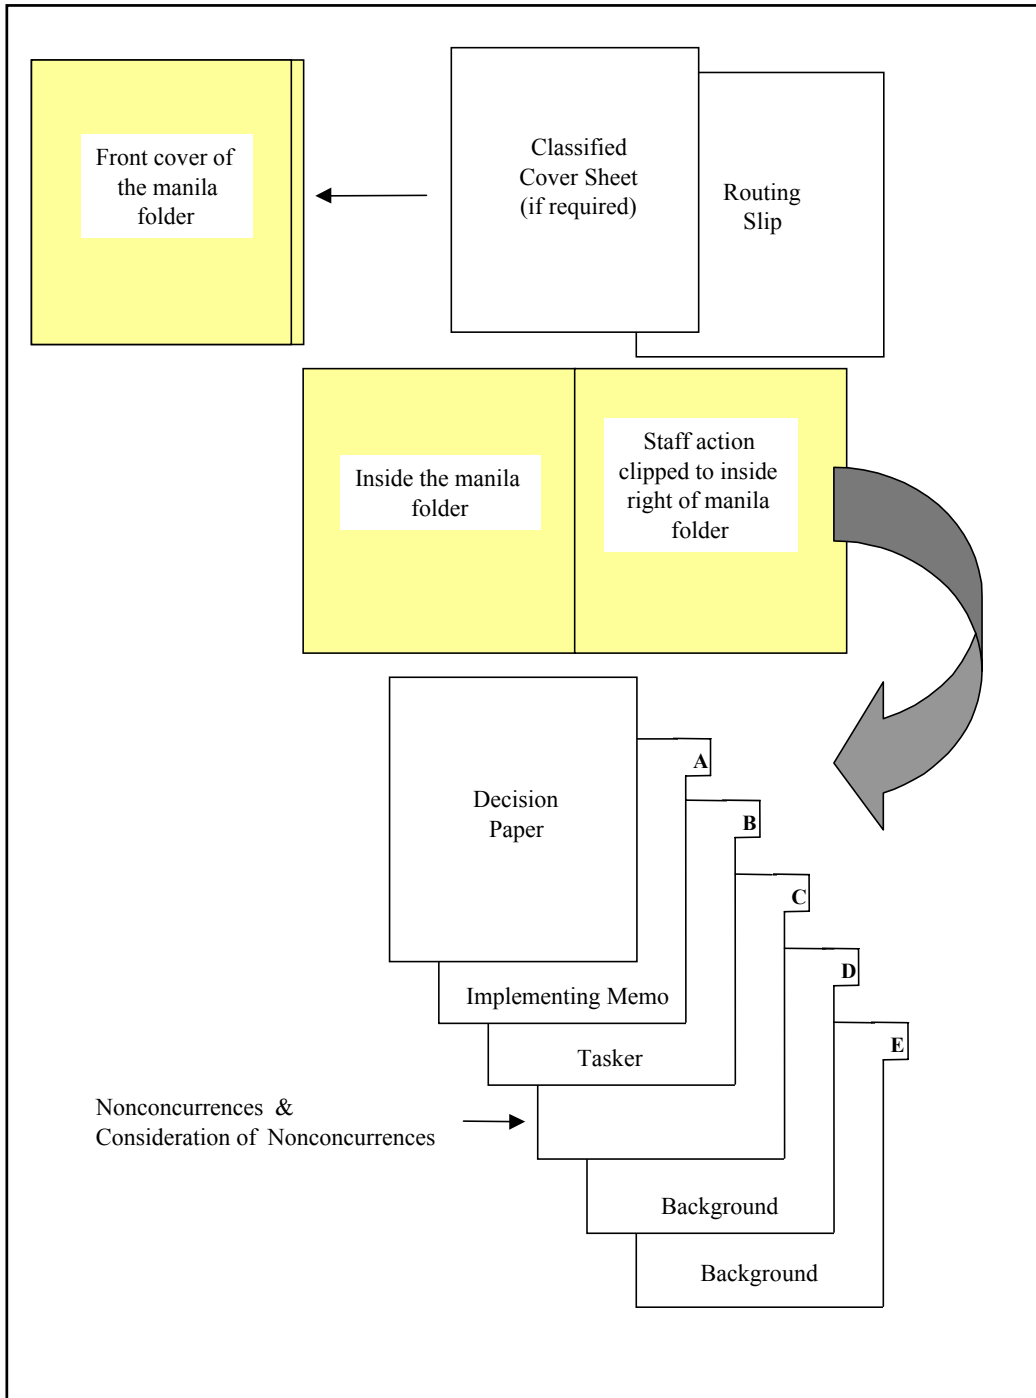 Front cover of
the manila
folder
Classified
Cover Sheet
(if required)
Routing
Slip
Inside the manila
folder
Staff action
clipped to inside
right of manila
folder
Decision
Paper
A
B
C
D
E
Implementing Memo
Tasker
Nonconcurrences &
Consideration of Nonconcurrences
Background
Background